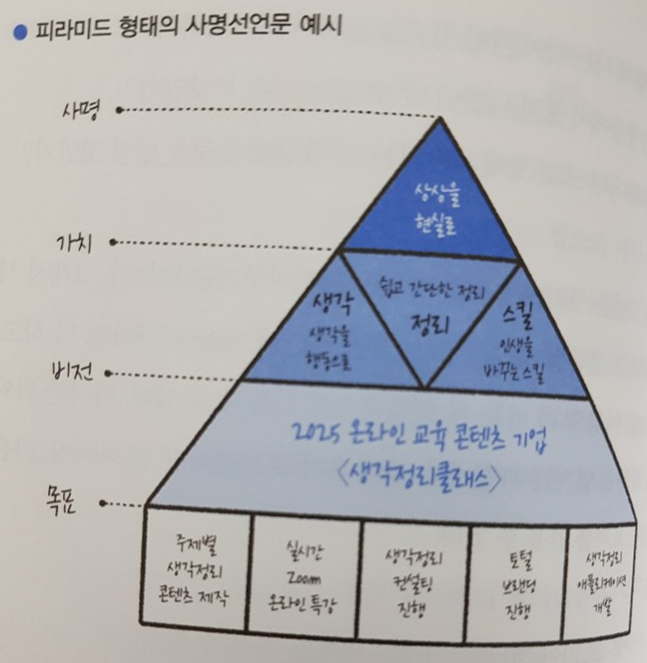 피라미드 형태의 사명선언문 예시
사명
상상을
현실로
가치
생각
생각을
행동으로
쉽고 간단한 정리
정리
스킬
인생을
바꾸는 스킬
비전
2025 온라인 교육 콘텐츠 기업
<생각정리클래스>
목표
주제별
생각정리
콘텐츠 제작
실시간
Zoom
온라인 특강
생각정리
컨설팅
진행
토털
브랜딩
진행
생각정리
애플리케이션
개발